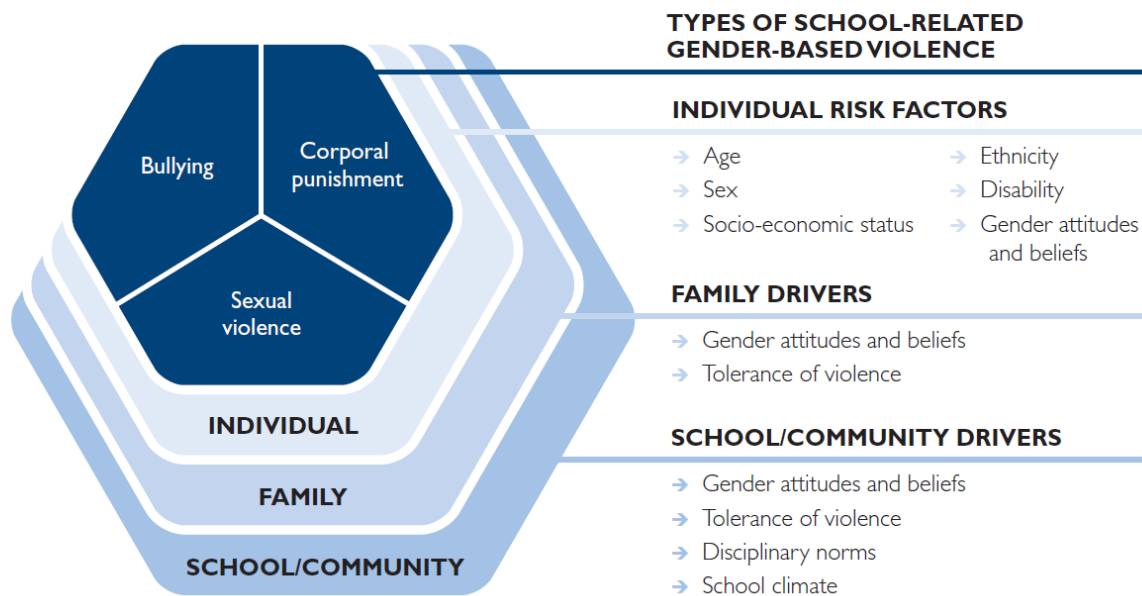 TYPES OF SCHOOL-RELATED
GENDER-BASED VIOLENCE
Bullying
Corporal
punishment
Sexual
violence
INDIVIDUAL
FAMILY
SCHOOL/COMMUNITY
INDIVIDUAL RISK FACTORS
→ Age
→ Sex
→ Socio-economic status
→ Ethnicity
→ Disability
→ Gender attitudes
and beliefs
FAMILY DRIVERS
→ Gender attitudes and beliefs
→ Tolerance of violence
SCHOOL/COMMUNITY DRIVERS
→ Gender attitudes and beliefs
→ Tolerance of violence
→ Disciplinary norms
→ School climate